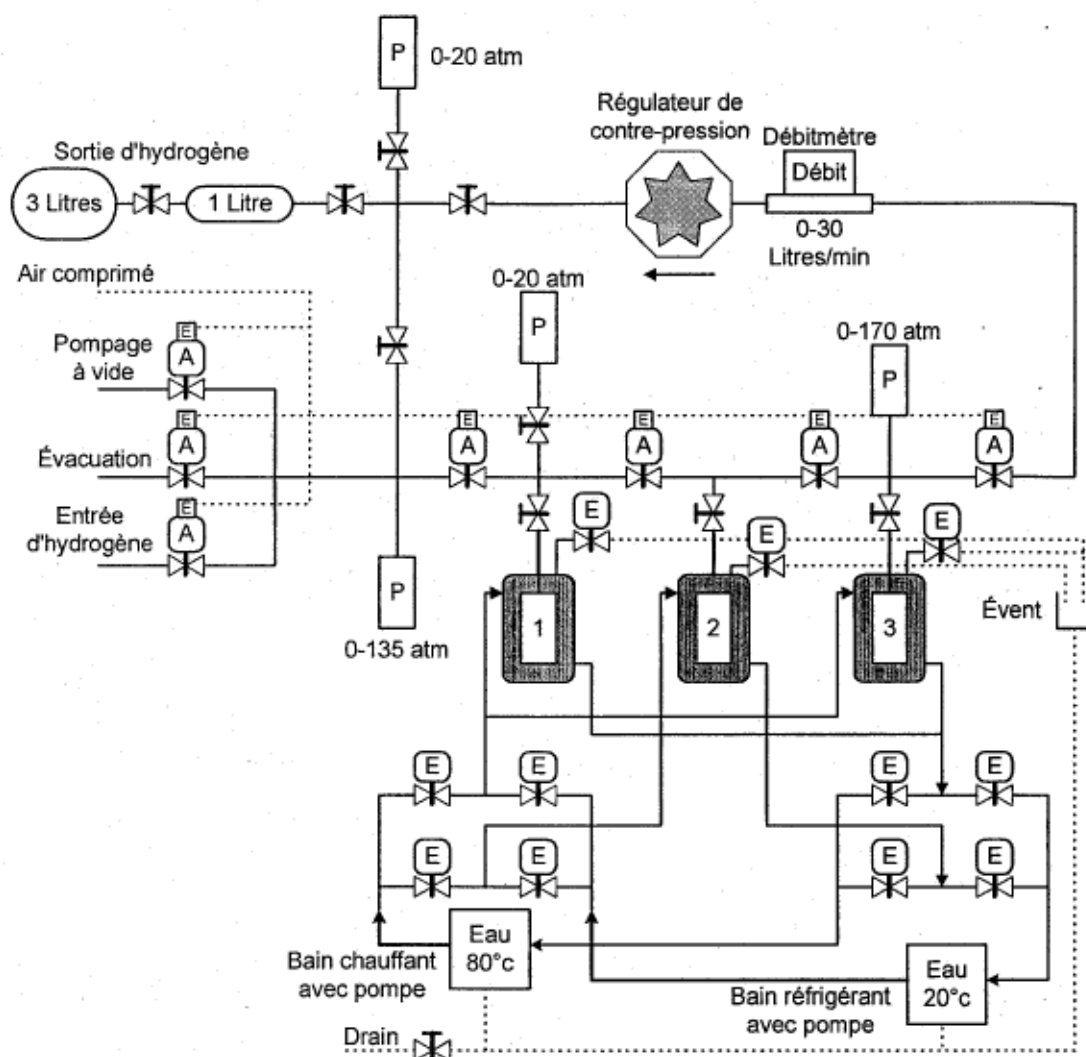 P
0-20 atm
Régulateur de
contre-pression
Débitmètre
Débit
Sortie d'hydrogène
3 Litres
1 Litre
0-30
Litres/min
Air comprimé
0-20 atm
P
0-170 atm
P
E
A
Pompage
à vide
E
A
Évacuation
E
A
E
A
E
A
E
A
E
A
Entrée
d'hydrogène
E
E
E
P
0-135 atm
1
2
3
Évent
E
E
E
E
E
E
E
E
Eau
80°c
Bain chauffant
avec pompe
Eau
20°c
Bain réfrigérant
avec pompe
Drain